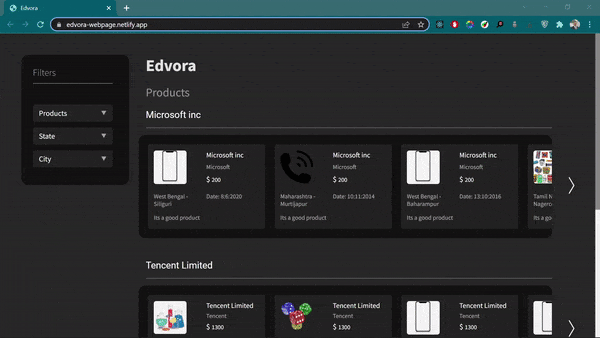 Edvora
edvora-webpage.netlify.app
Filters
Products
State
City
Edvora
Products
Microsoft inc
Microsoft inc
Microsoft
$ 200
West Bengal -
Siliguri
Date: 8:6:2020
Its a good product
Microsoft inc
Microsoft
$ 200
Maharashtra -
Murtijapur
Date: 10:11:2014
Its a good product
Microsoft inc
Microsoft
$ 200
West Bengal -
Baharampur
Date: 13:10:2016
Its a good product
Tamil N
Nagerc
Its a go
Tencent Limited
Tencent Limited
Tencent
$ 1300
Tencent Limited
Tencent
$ 1300
Tencent Limited
Tencent
$ 1300